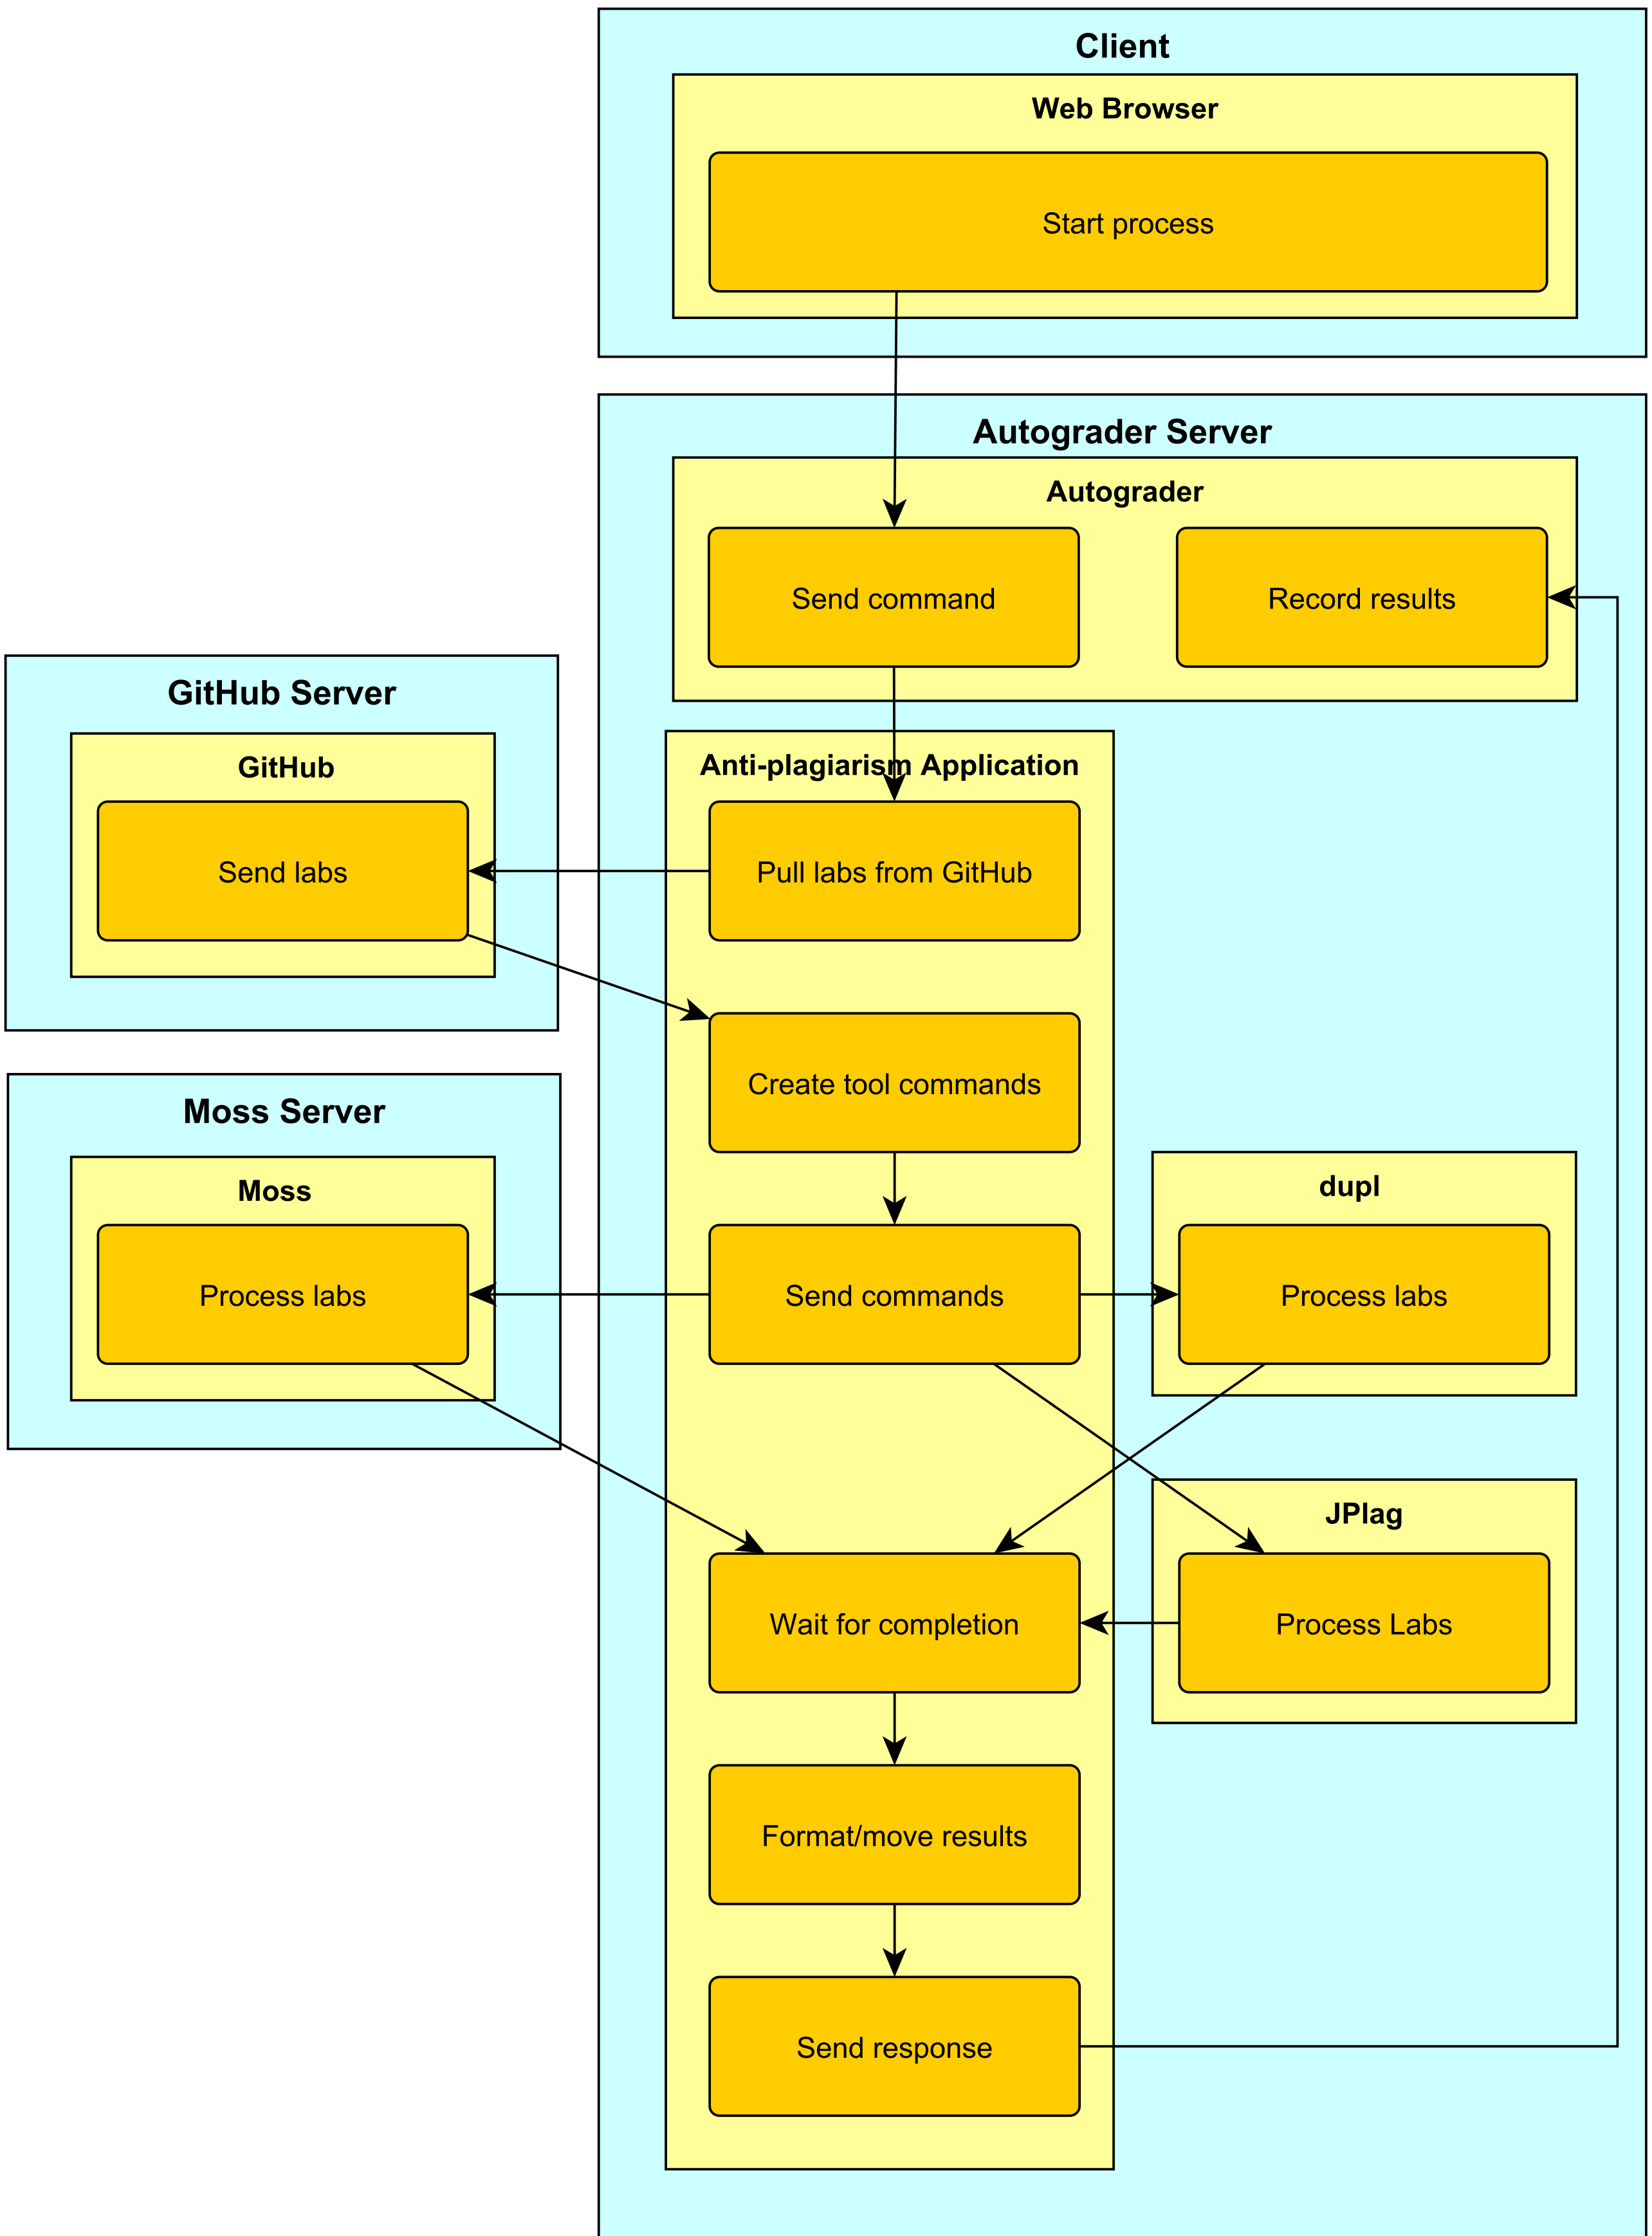 Client
Web Browser
Start process
Autograder Server
Autograder
Send command
Record results
GitHub Server
GitHub
Send labs
Anti-plagiarism Application
Pull labs from GitHub
Create tool commands
Moss Server
Moss
Process labs
Send commands
dupl
Process labs
JPlag
Process Labs
Wait for completion
Format/move results
Send response